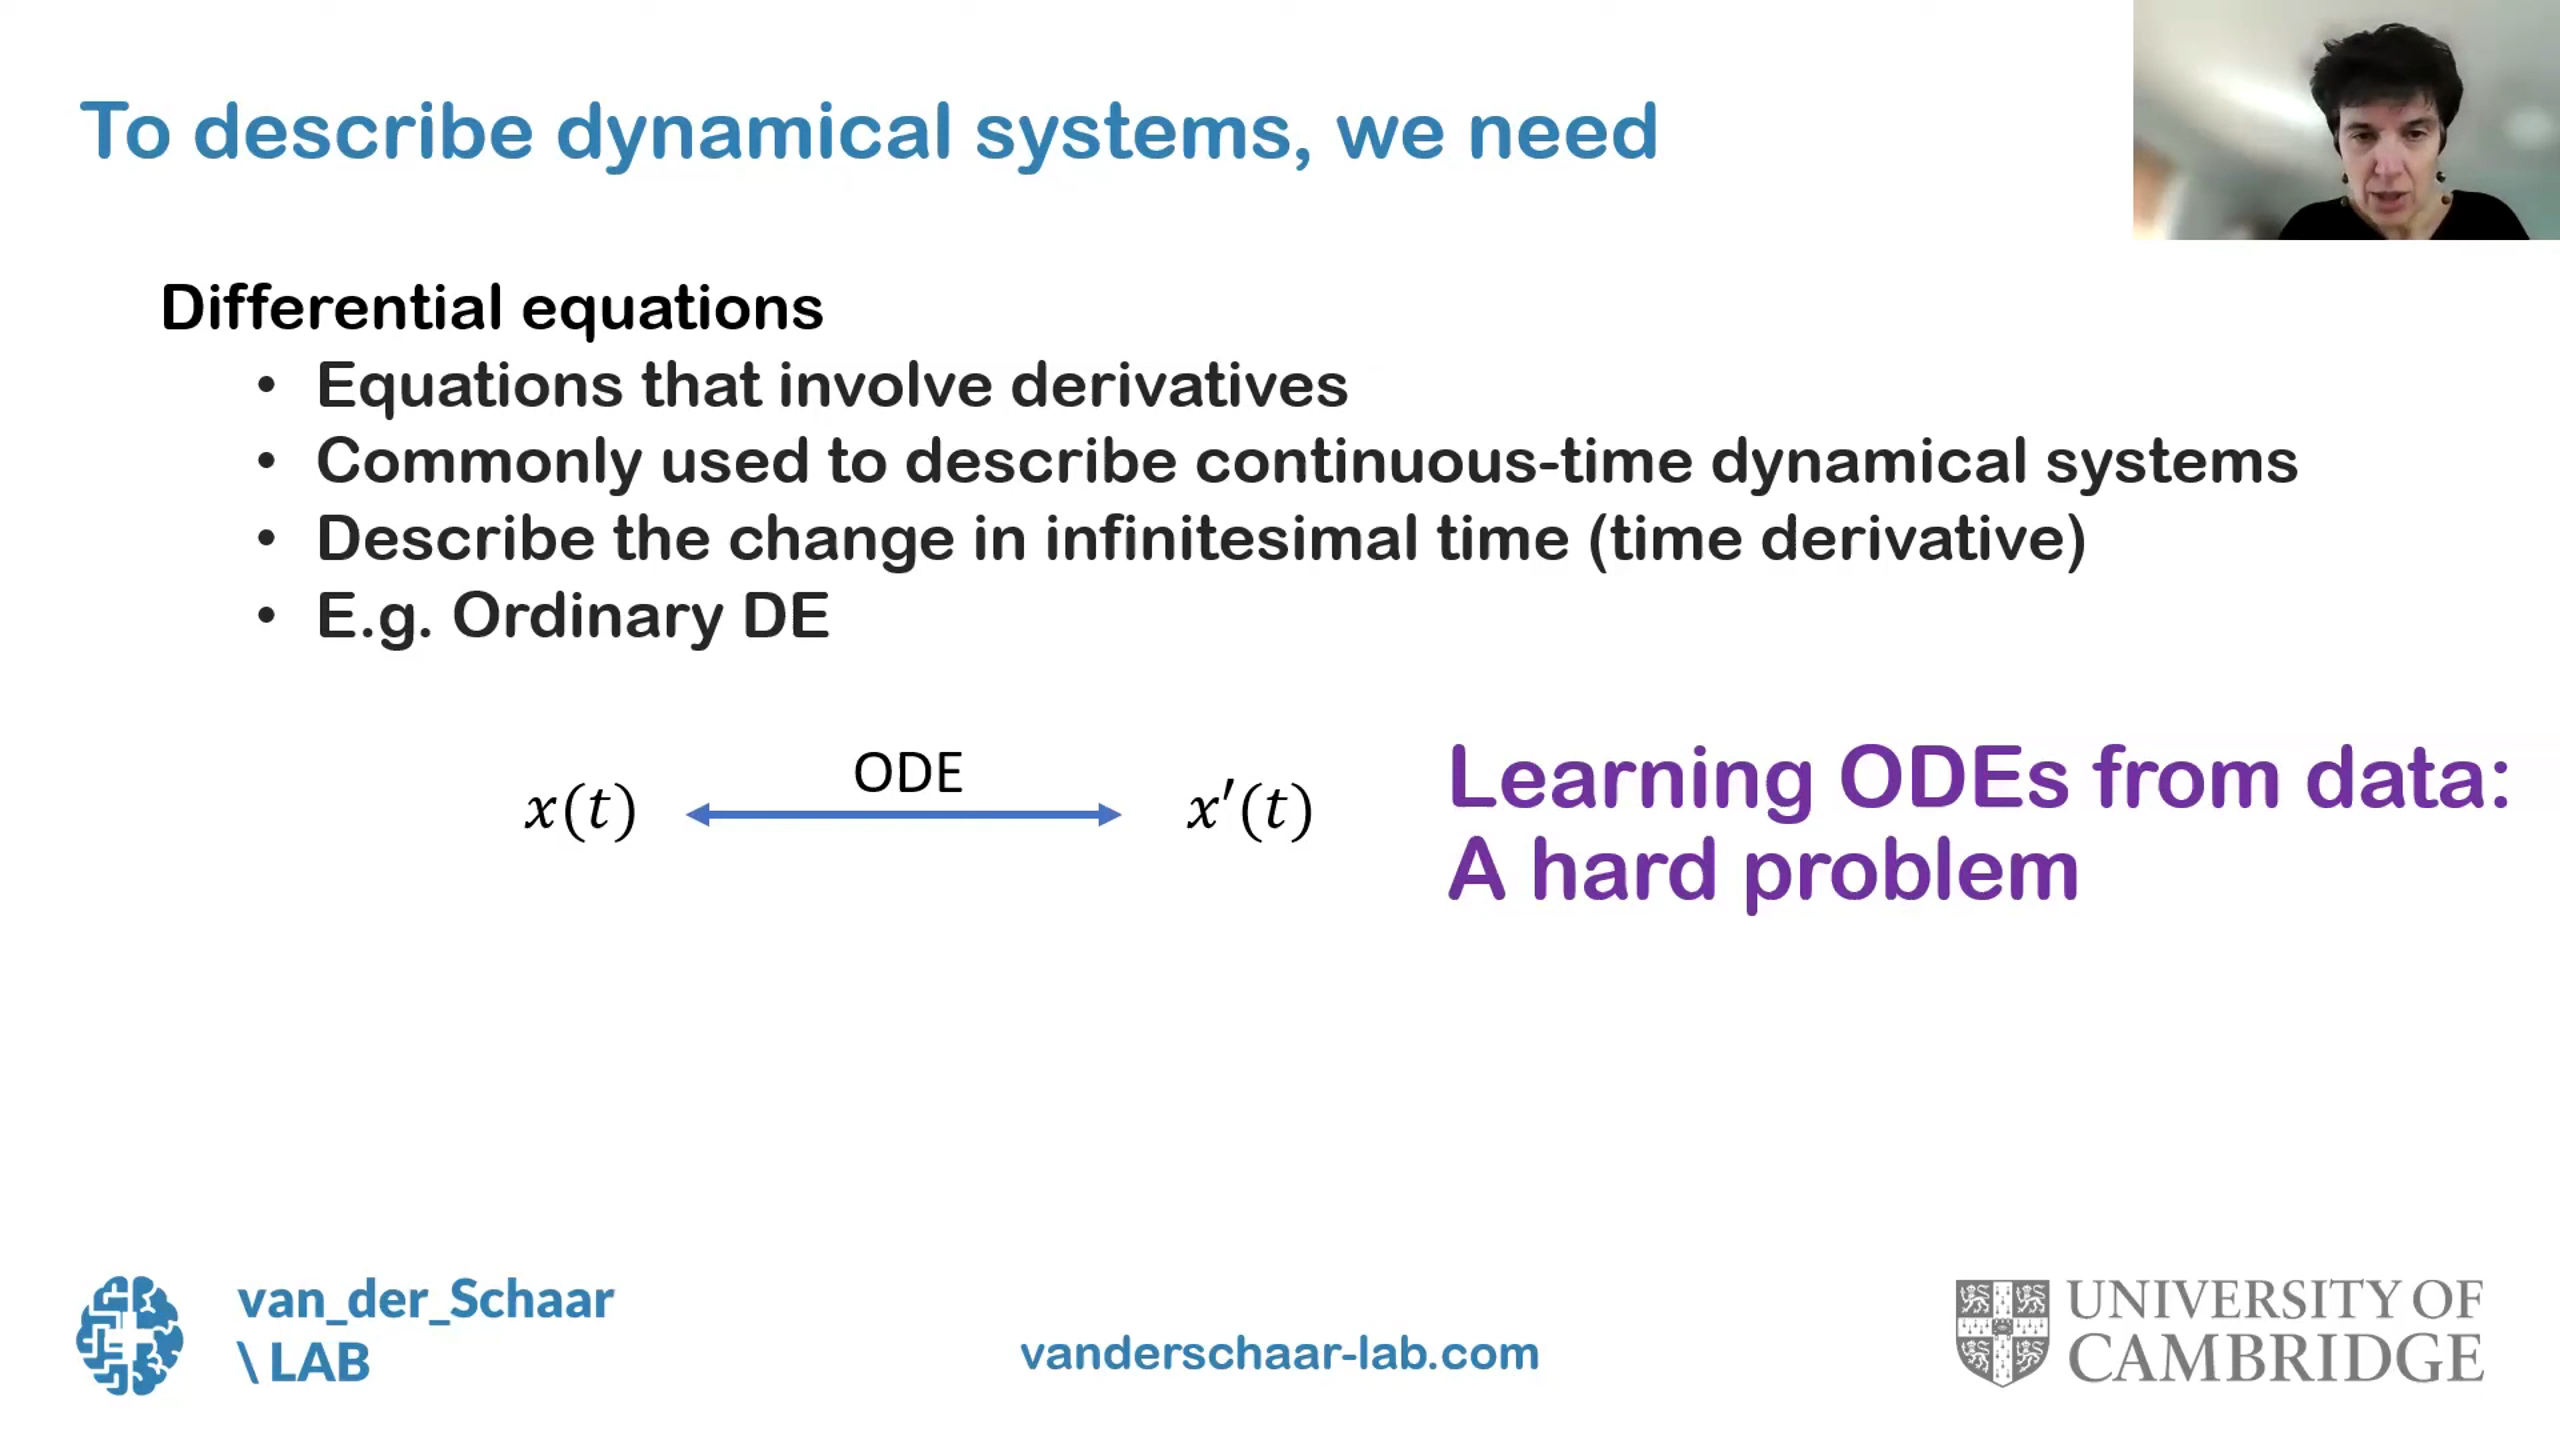 To describe dynamical systems, we need
Differential equations
• Equations that involve derivatives
• Commonly used to describe continuous-time dynamical systems
• Describe the change in infinitesimal time (time derivative)
• E.g. Ordinary DE
ODE
x(t)
x′(t)
Learning ODEs from data:
A hard problem
van_der_Schaar
\ LAB
vanderschaar-lab.com
UNIVERSITY OF
CAMBRIDGE